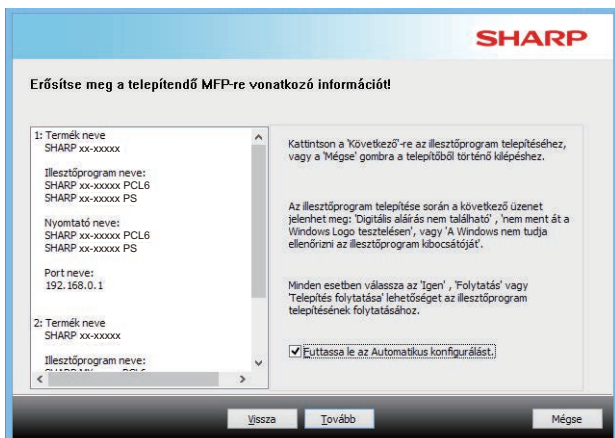 SHARP
Erősítse meg a telepítendő MFP-re vonatkozó információt!
1: Termék neve
SHARP xx-xxxxx
Illesztőprogram neve:
SHARP xx-xxxxx PCL6
SHARP xx-xxxxx PS
Nyomtató neve:
SHARP xx-xxxxx PCL6
SHARP xx-xxxxx PS
Port neve:
192.168.0.1
2: Termék neve
SHARP xx-xxxxx
Illesztőprogram neve:
Kattintson a 'Következő'-re az illesztőprogram telepítéséhez,
vagy a 'Mégse' gombra a telepítőből történő kilépéshez.
Az illesztőprogram telepítése során a következő üzenet
jelenhet meg: 'Digitális aláírás nem található' , 'nem ment át a
Windows Logo tesztelésen', vagy 'A Windows nem tudja
ellenőrizni az illesztőprogram kibocsátóját'.
Minden esetben válassza az 'Igen' , 'Folytatás' vagy
'Telepítés folytatása' lehetőséget az illesztőprogram
telepítésének folytatásához.
Futtassa le az Automatikus konfigurálást.
Vissza
Tovább
Mégse